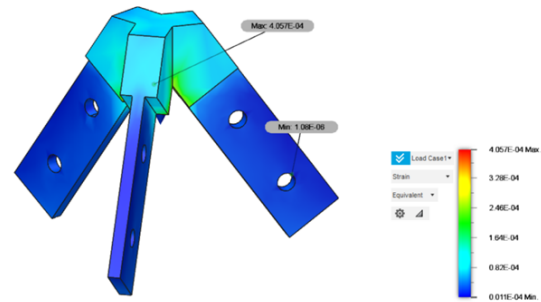 Max: 4.057E-04
Min: 1.08E-06
Load Case1
Strain
Equivalent
4.057E-04 Max.
3.28E-04
2.46E-04
1.64E-04
0.82E-04
0.011E-04 Min.